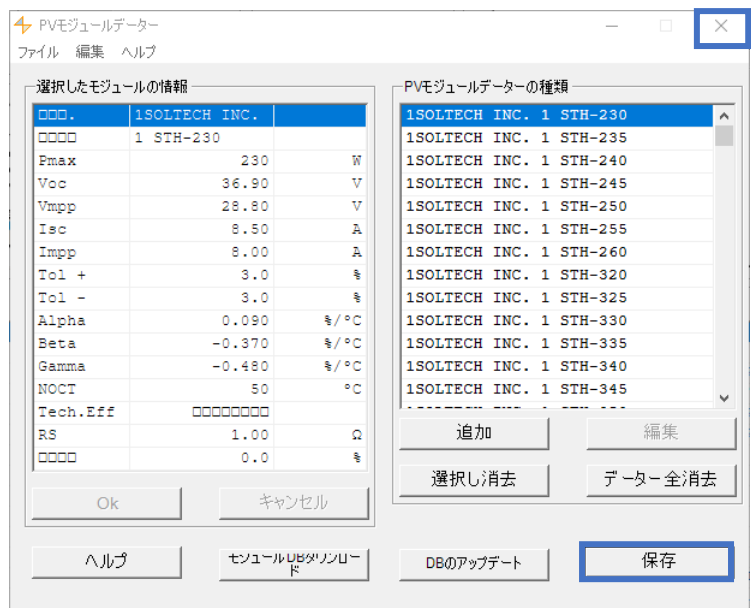 PVモジュールデーター
ファイル 編集 ヘルプ
選択したモジュールの情報
□□□. 1SOLTECH INC.
□□□□ 1 STH-230
Pmax 230 W
Voc 36.90 V
Vmpp 28.80 V
Isc 8.50 A
Impp 8.00 A
Tol + 3.0 %
Tol - 3.0 %
Alpha 0.090 %/°C
Beta -0.370 %/°C
Gamma -0.480 %/°C
NOCT 50 °C
Tech.Eff □□□□□□□□
RS 1.00 Ω
□□□□ 0.0 %
Ok キャンセル
PVモジュールデーターの種類
1SOLTECH INC. 1 STH-230
1SOLTECH INC. 1 STH-235
1SOLTECH INC. 1 STH-240
1SOLTECH INC. 1 STH-245
1SOLTECH INC. 1 STH-250
1SOLTECH INC. 1 STH-255
1SOLTECH INC. 1 STH-260
1SOLTECH INC. 1 STH-320
1SOLTECH INC. 1 STH-325
1SOLTECH INC. 1 STH-330
1SOLTECH INC. 1 STH-335
1SOLTECH INC. 1 STH-340
1SOLTECH INC. 1 STH-345
追加 編集
選択し消去 データー全消去
ヘルプ
モジュールDBダウンロー
ド
DBのアップデート
保存